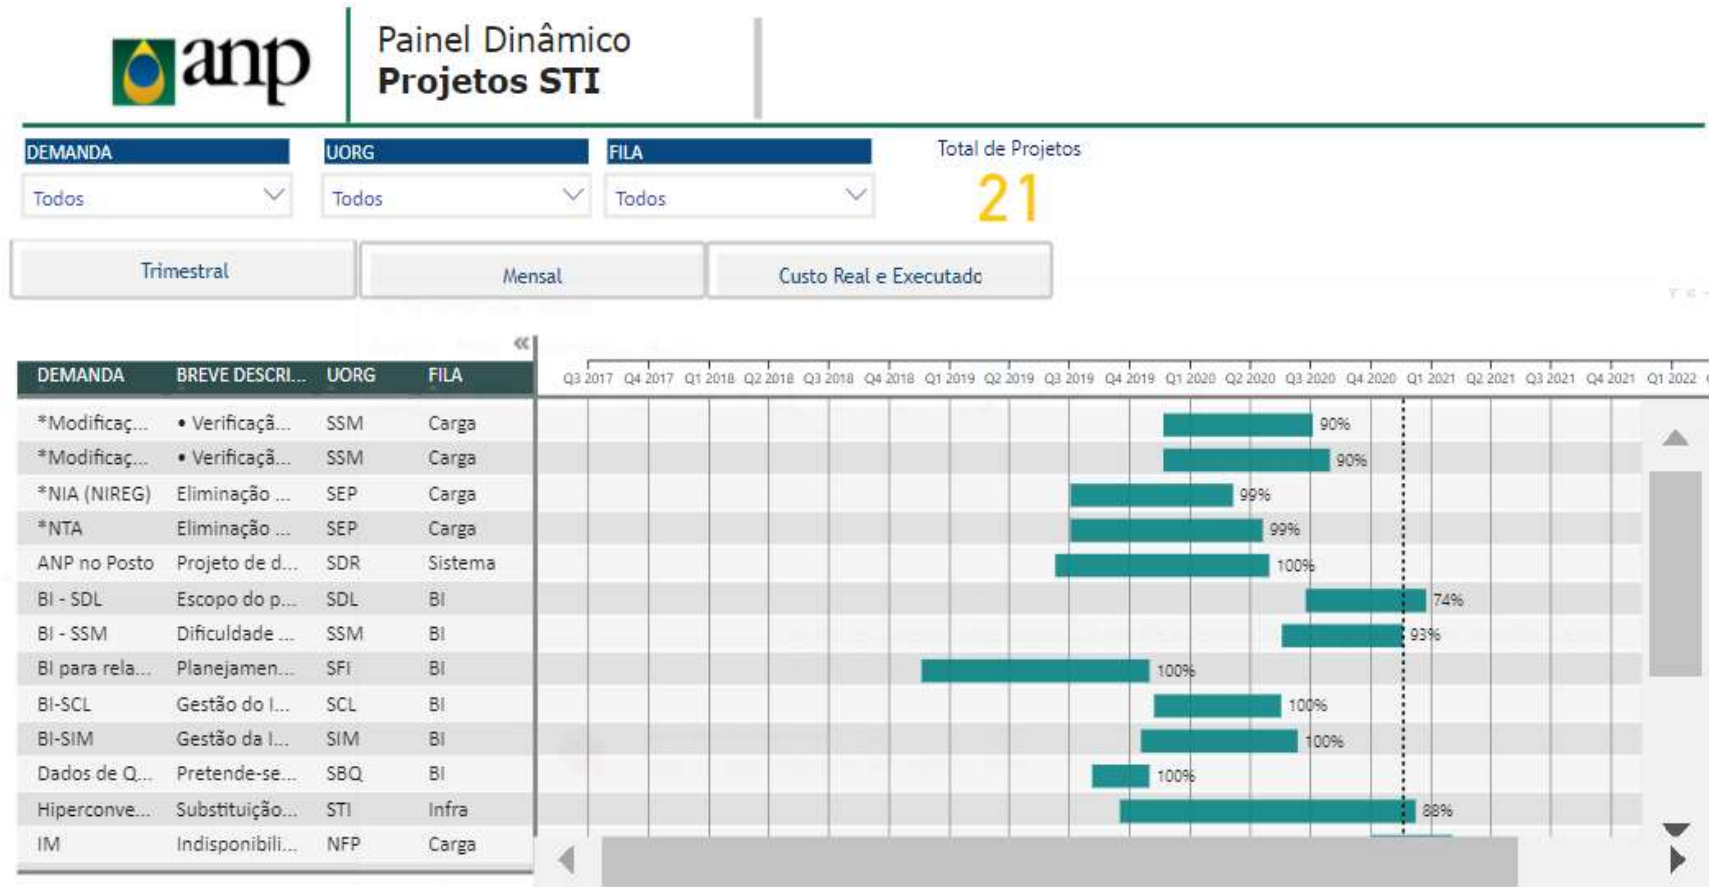 anp
Painel Dinâmico
Projetos STI
DEMANDA UORG FILA Total de Projetos
Todos Todos Todos 21
Trimestral Mensal Custo Real e Executado
«
DEMANDA BREVE DESCRI... UORG FILA Q3 2017 Q4 2017 Q1 2018 Q2 2018 Q3 2018 Q4 2018 Q1 2019 Q2 2019 Q3 2019 Q4 2019 Q1 2020 Q2 2020 Q3 2020 Q4 2020 Q1 2021 Q2 2021 Q3 2021 Q4 2021 Q1 2022
*Modificaç... • Verificaçã... SSM Carga 90%
*Modificaç... • Verificaçã... SSM Carga 90%
*NIA (NIREG) Eliminação ... SEP Carga 99%
*NTA Eliminação ... SEP Carga 99%
ANP no Posto Projeto de d... SDR Sistema 100%
BI - SDL Escopo do p... SDL BI 74%
BI - SSM Dificuldade ... SSM BI 93%
BI para rela... Planejamen... SFI BI 100%
BI-SCL Gestão do I... SCL BI 100%
BI-SIM Gestão da I... SIM BI 100%
Dados de Q... Pretende-se... SBQ BI 100%
Hiperconve... Substituição... STI Infra 88%
IM Indisponibili... NFP Carga